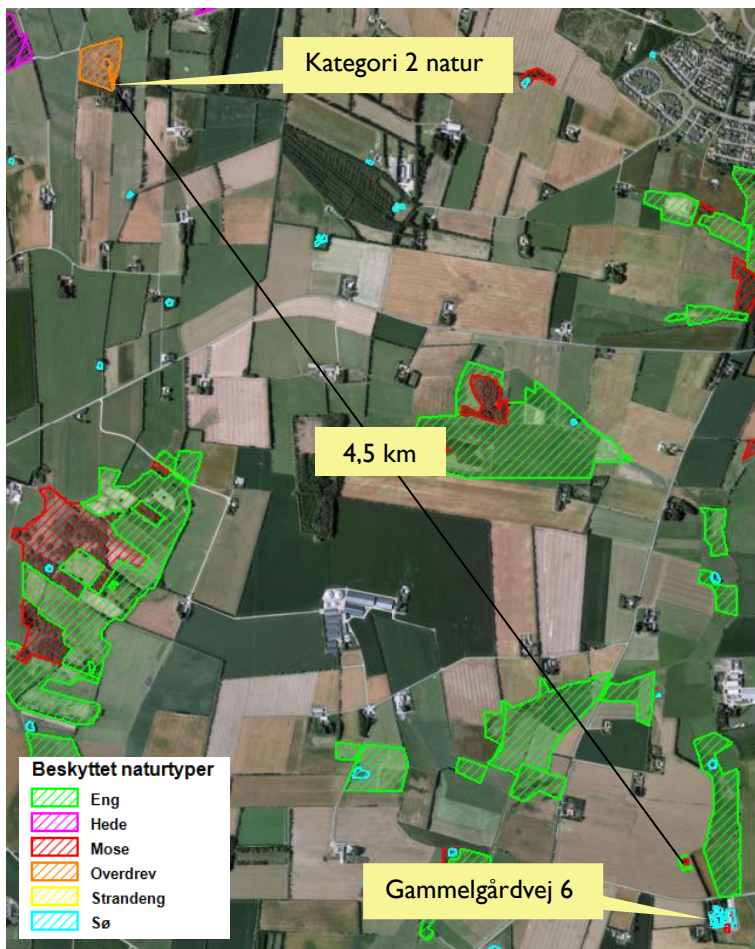 Kategori 2 natur
4,5 km
Gammelgårdvej 6
Beskyttet naturtyper
Eng
Hede
Mose
Overdrev
Strandeng
Sø